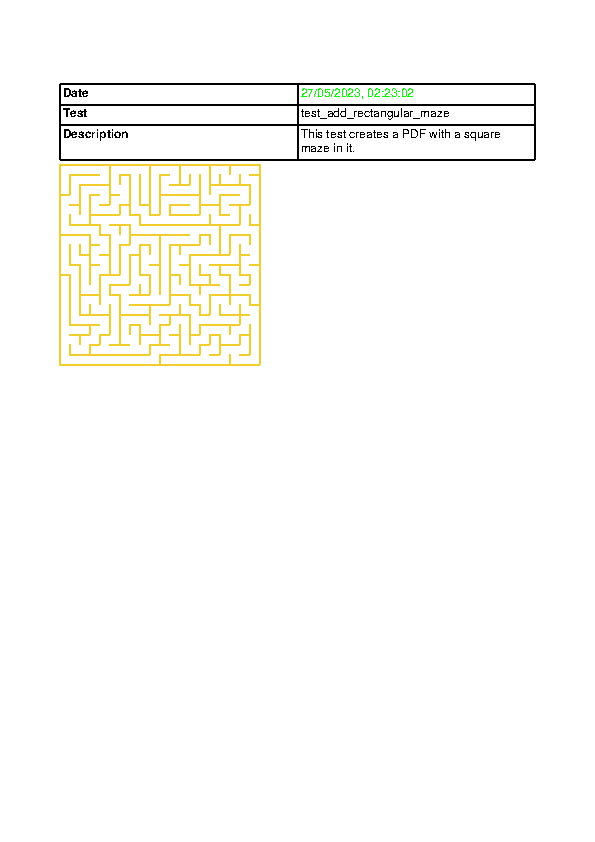 Date 27/05/2023, 02:23:02
Test test_add_rectangular_maze
Description This test creates a PDF with a square
maze in it.